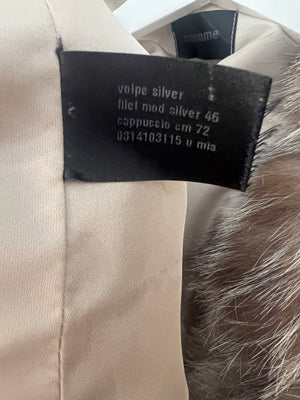 volpe silver
filet mod silver 46
cappuccio cm 72
0314103115 u mia